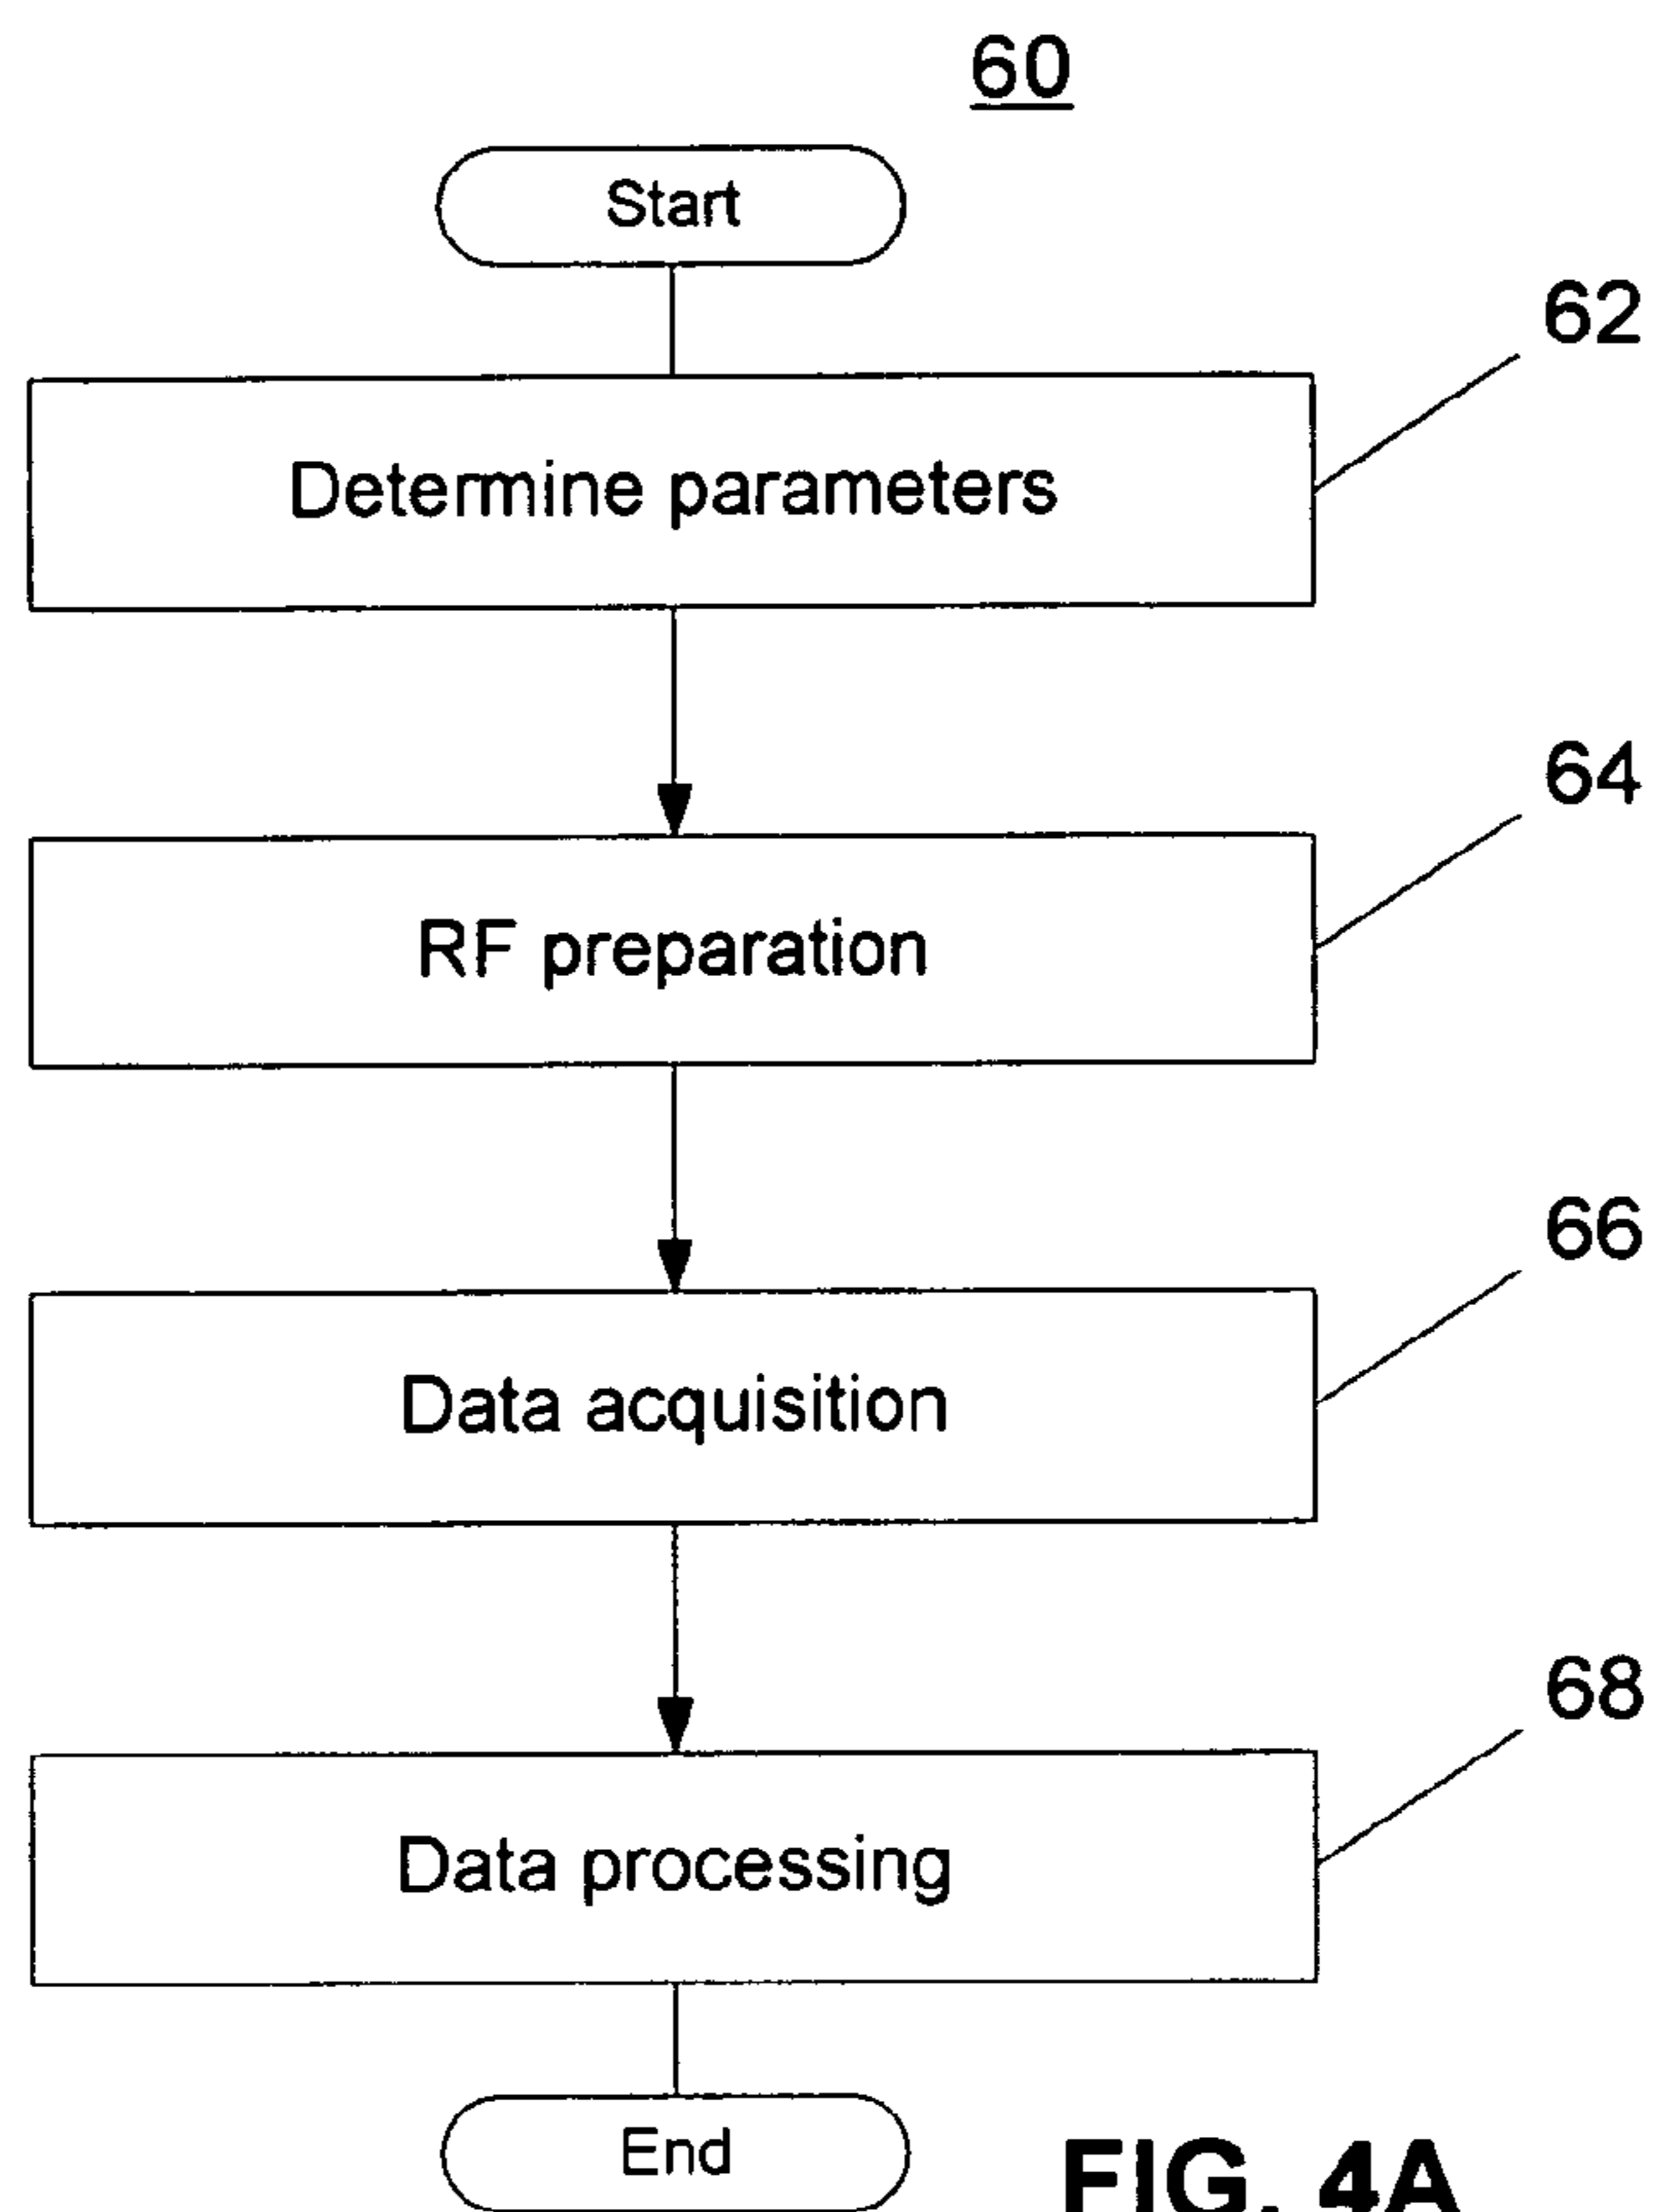 60
Start
62
Determine parameters
64
RF preparation
66
Data acquisition
68
Data processing
End
FIG. 4A